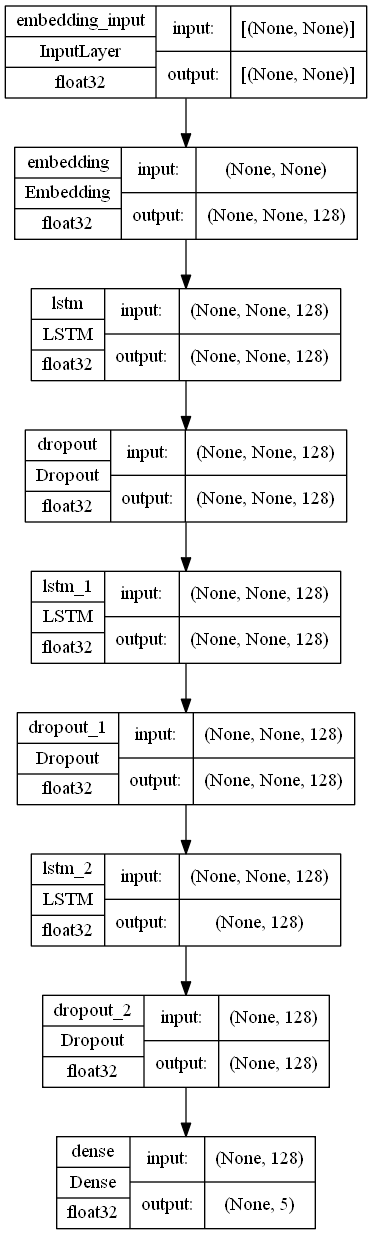 embedding_input
InputLayer
float32
input: [(None, None)]
output: [(None, None)]
embedding
Embedding
float32
input: (None, None)
output: (None, None, 128)
lstm
LSTM
float32
input: (None, None, 128)
output: (None, None, 128)
dropout
Dropout
float32
input: (None, None, 128)
output: (None, None, 128)
lstm_1
LSTM
float32
input: (None, None, 128)
output: (None, None, 128)
dropout_1
Dropout
float32
input: (None, None, 128)
output: (None, None, 128)
lstm_2
LSTM
float32
input: (None, None, 128)
output: (None, 128)
dropout_2
Dropout
float32
input: (None, 128)
output: (None, 128)
dense
Dense
float32
input: (None, 128)
output: (None, 5)